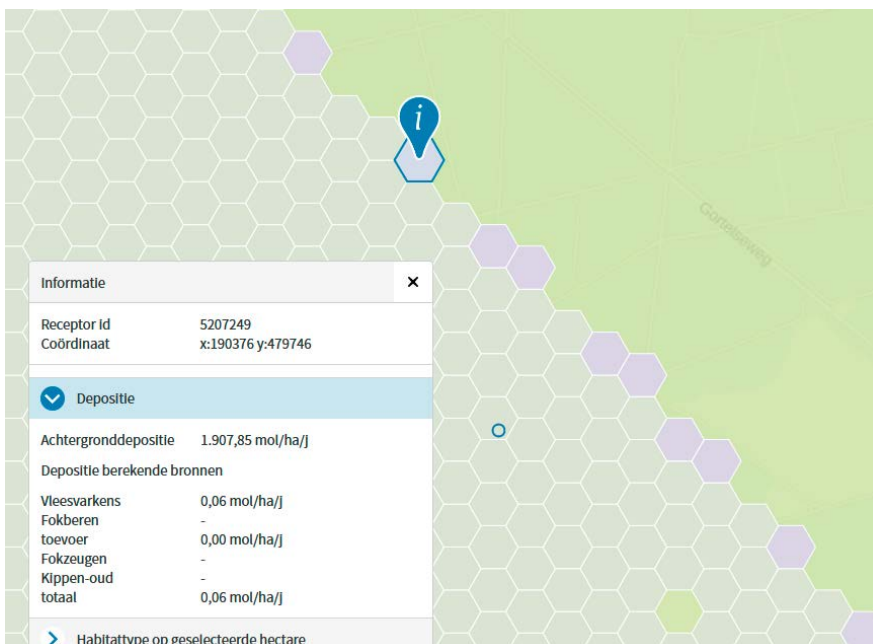 i
Gortelseweg
Informatie ×
Receptor Id 5207249
Coördinaat x:190376 y:479746
Depositie
Achtergronddepositie 1.907,85 mol/ha/j
Depositie berekende bronnen
Vleesvarkens 0,06 mol/ha/j
Fokberen -
toevoer 0,00 mol/ha/j
Fokzeugen -
Kippen-oud -
totaal 0,06 mol/ha/j
Habitattype op geselecteerde hectare